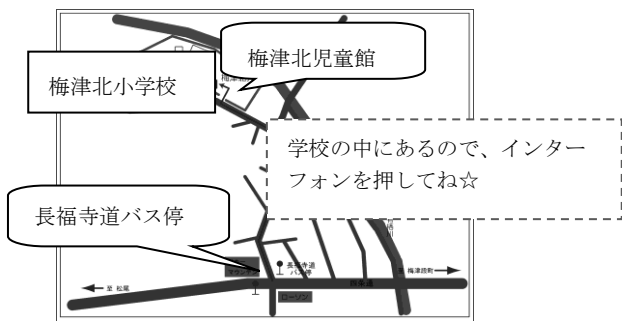 梅津北児童館
梅津北小学校
学校の中にあるので、インター
フォンを押してね☆
長福寺道バス停
長福寺道
バス停
至 松尾
至 梅津段町
四条通
ローソン